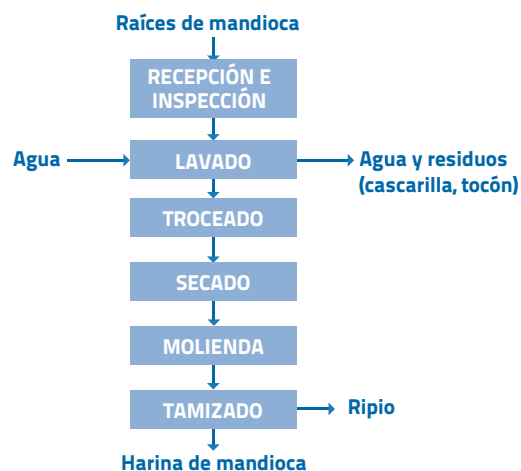 Raíces de mandioca
RECEPCIÓN E
INSPECCIÓN
Agua
LAVADO
Agua y residuos
(cascarilla, tocón)
TROCEADO
SECADO
MOLIENDA
TAMIZADO
Ripio
Harina de mandioca